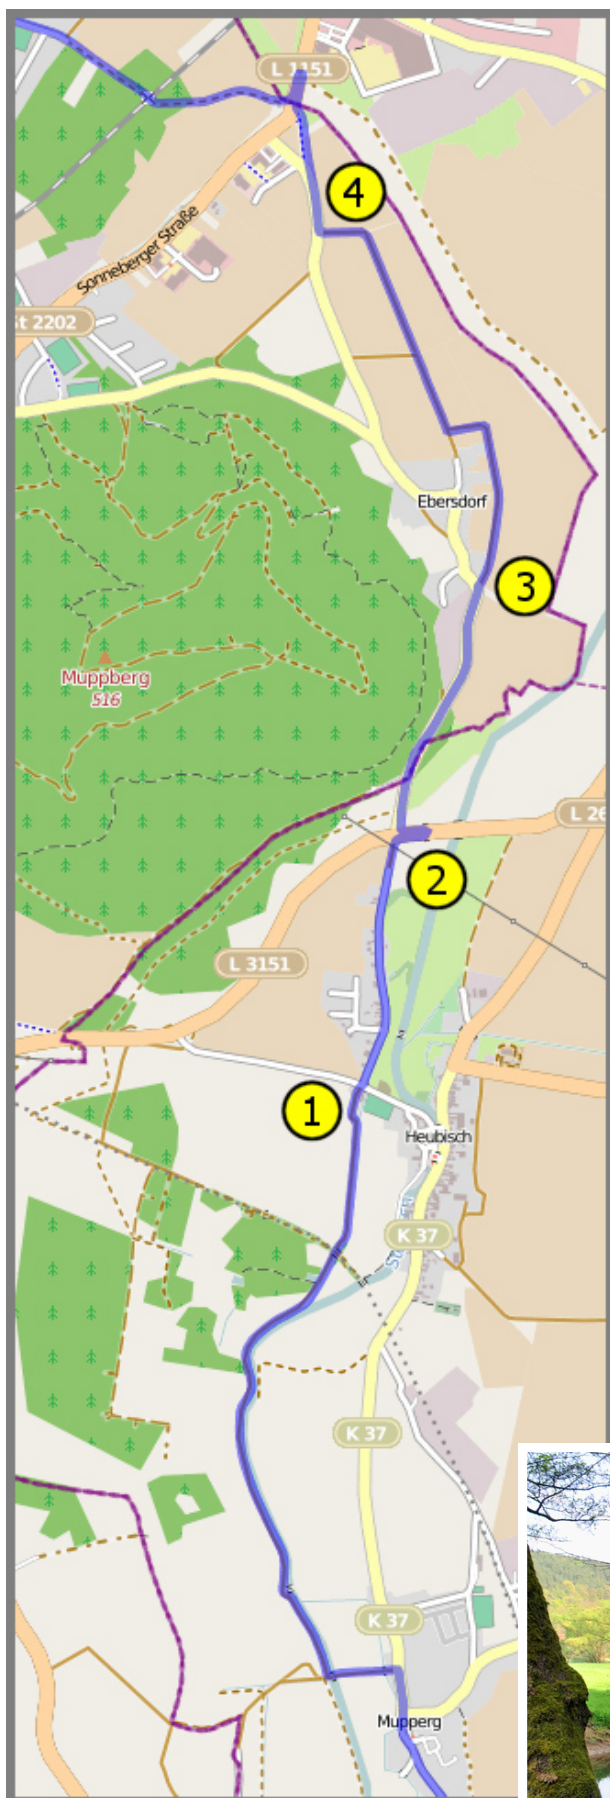 L 1151
4
Sonneberger Straße
St 2202
Ebersdorf
3
Muppberg
516
L 26
2
L 3151
1
Heubisch
K 37
K 37
K 37
Mupperg